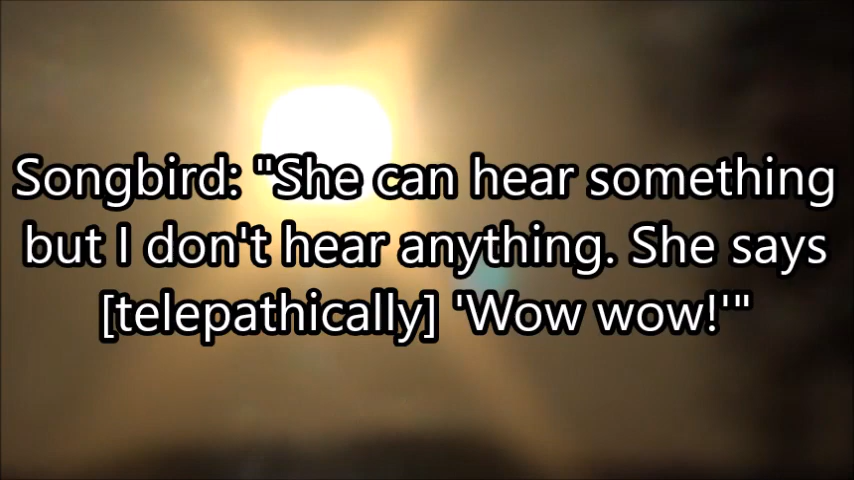 Songbird: "She can hear something
but I don't hear anything. She says
[telepathically] 'Wow wow!'"